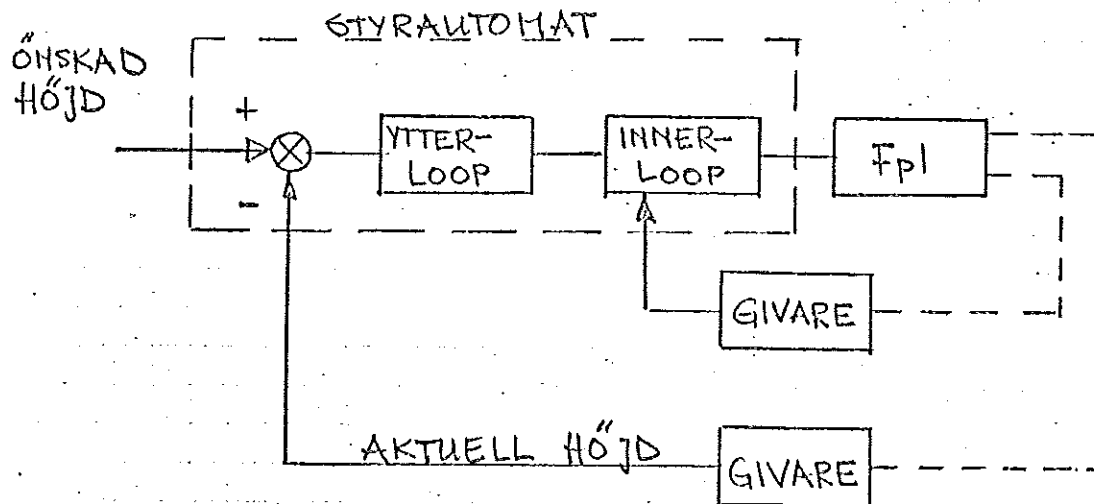 STYRAUTOMAT
ÖNSKAD
HÖJD
+
-
YTTER-
LOOP
INNER-
LOOP
Fpl
GIVARE
AKTUELL HÖJD
GIVARE